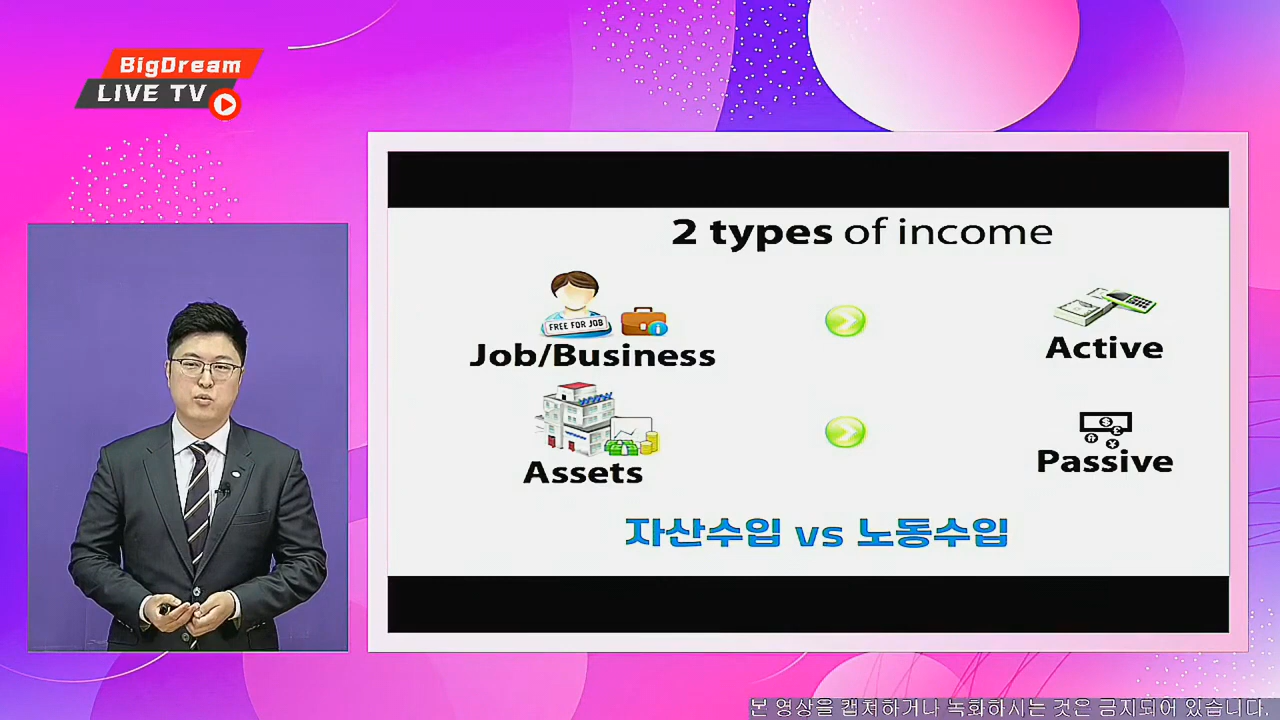 BigDream
LIVE TV
2 types of income
FREE FOR JOB
Job/Business
Active
Assets
Passive
자산수입 vs 노동수입
본 영상을 캡쳐하거나 녹화하시는 것은 금지되어 있습니다.